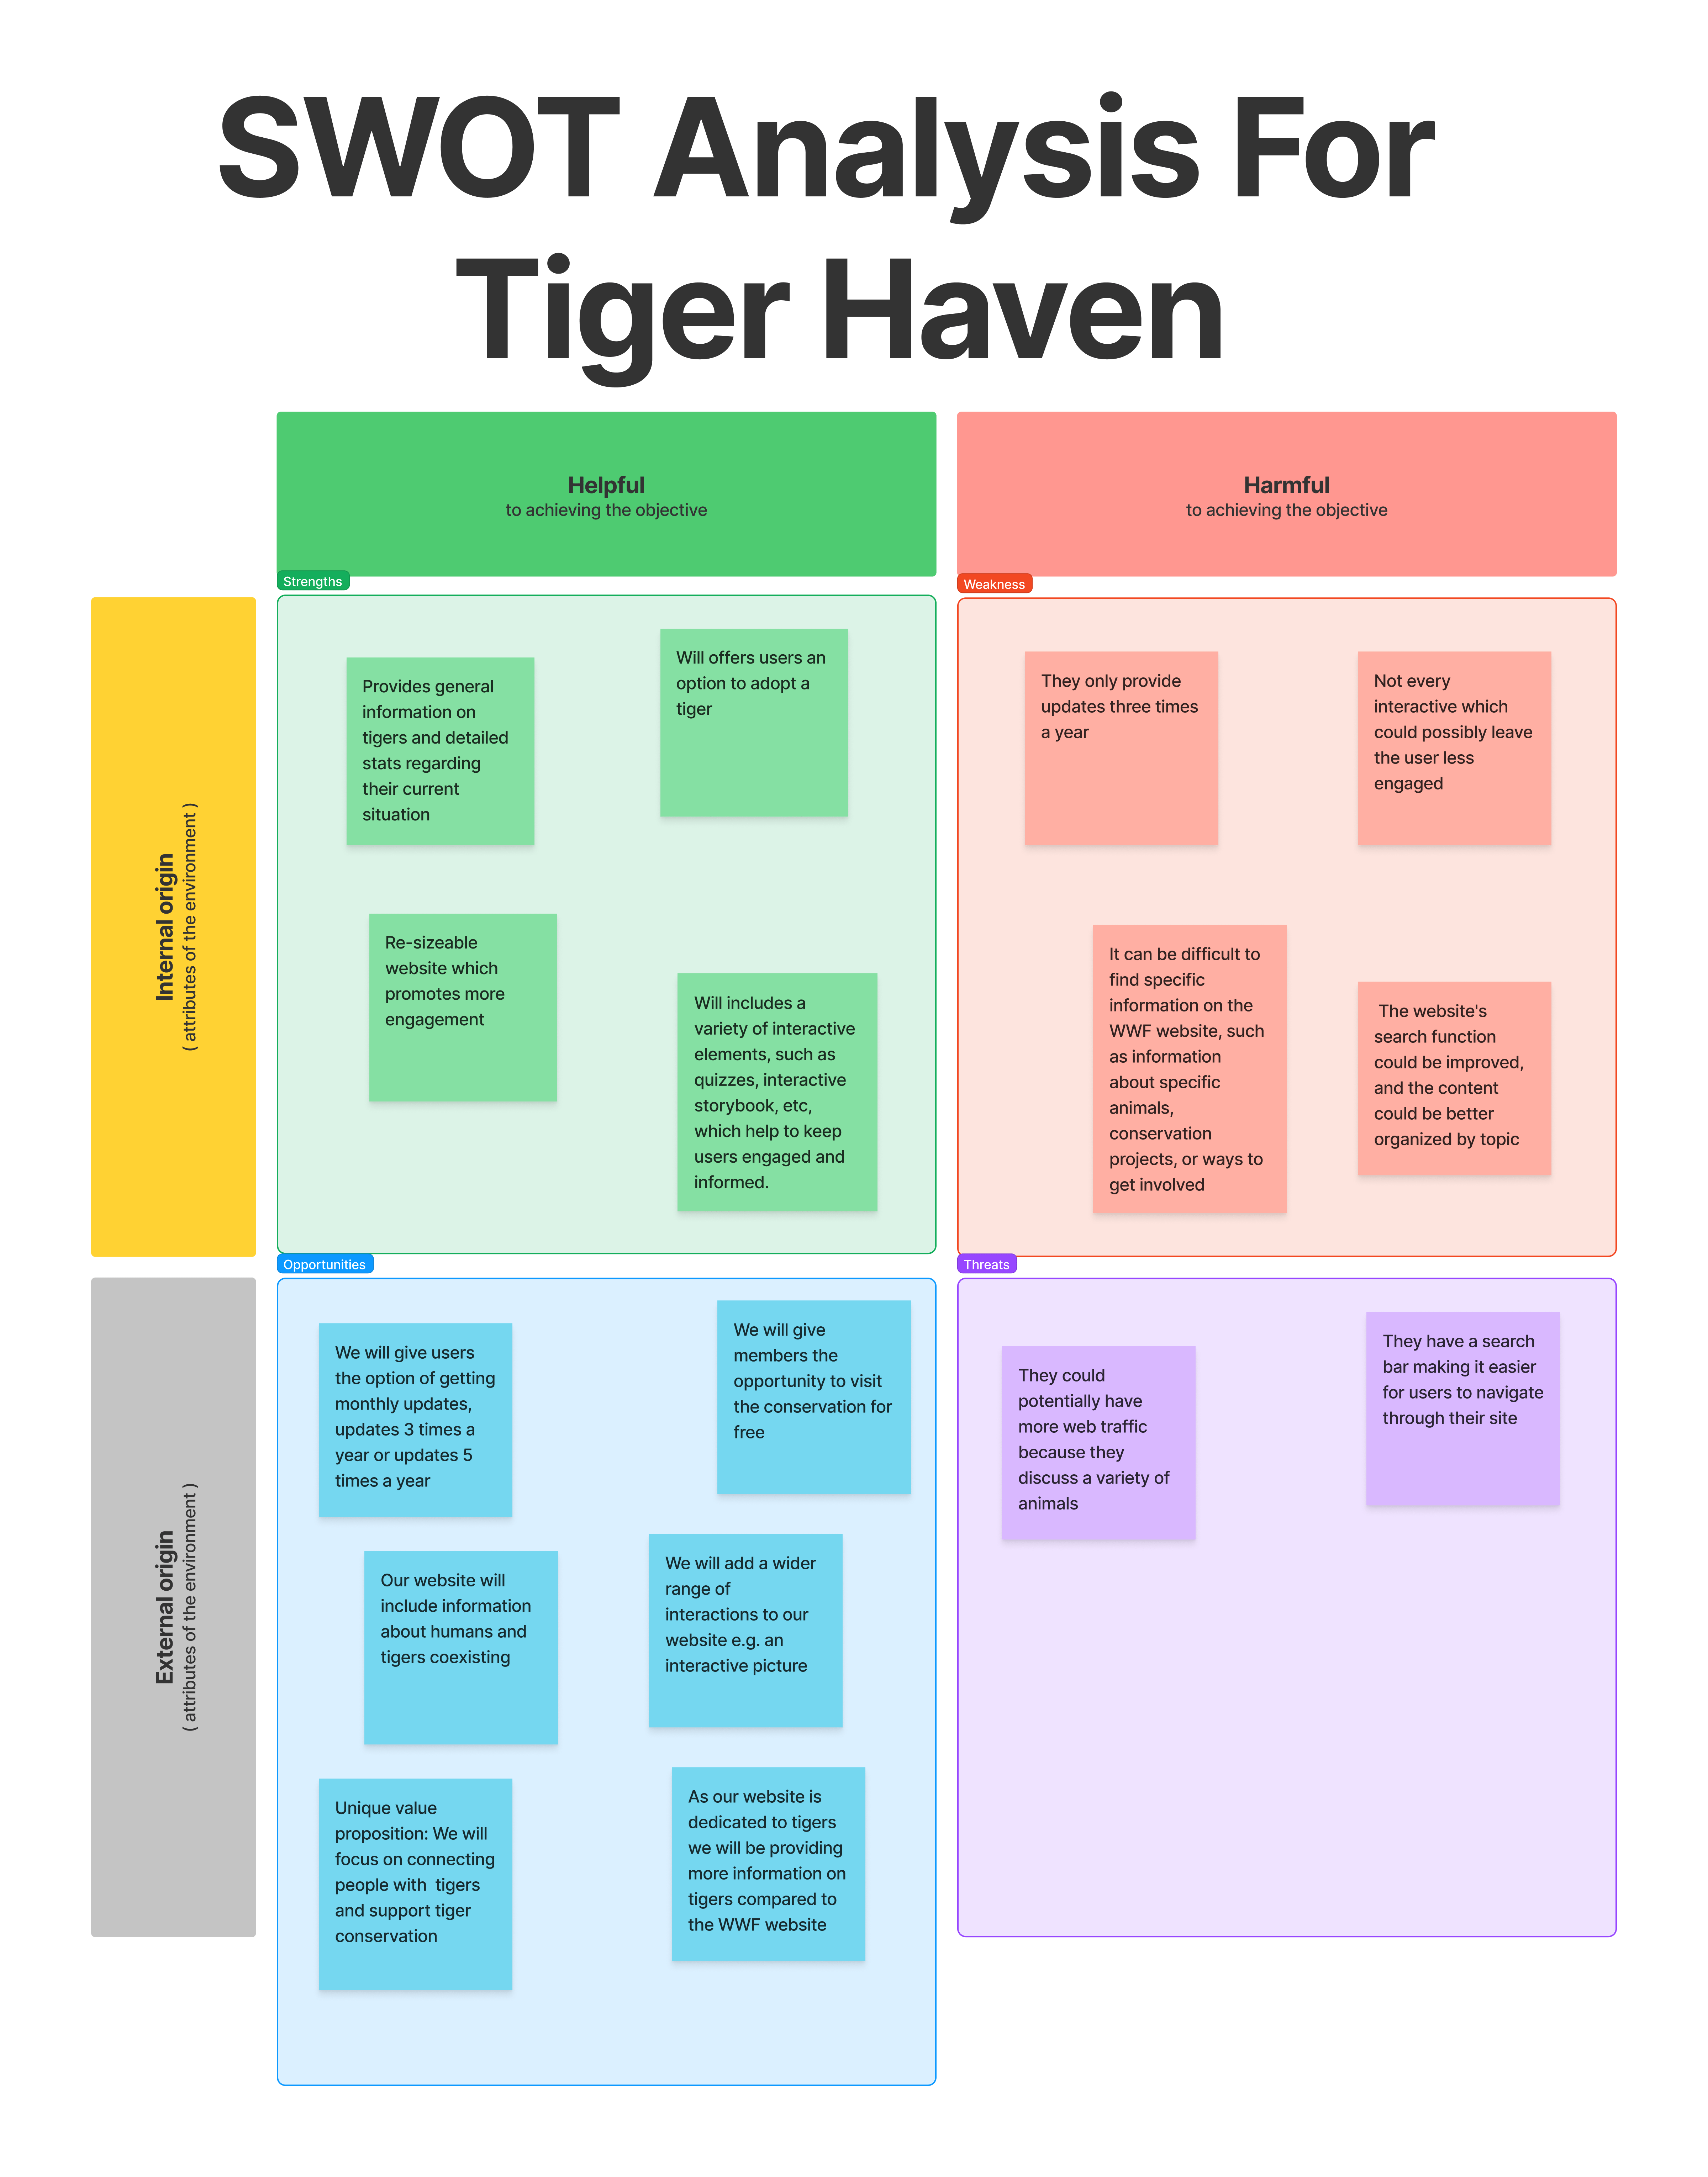 SWOT Analysis For
Tiger Haven
Helpful
to achieving the objective
Harmful
to achieving the objective
Internal origin
( attributes of the environment )
Strengths
Provides general
information on
tigers and detailed
stats regarding
their current
situation
Will offers users an
option to adopt a
tiger
Re-sizeable
website which
promotes more
engagement
Will includes a
variety of interactive
elements, such as
quizzes, interactive
storybook, etc,
which help to keep
users engaged and
informed.
Weakness
They only provide
updates three times
a year
Not every
interactive which
could possibly leave
the user less
engaged
It can be difficult to
find specific
information on the
WWF website, such
as information
about specific
animals,
conservation
projects, or ways to
get involved
The website's
search function
could be improved,
and the content
could be better
organized by topic
External origin
( attributes of the environment )
Opportunities
We will give users
the option of getting
monthly updates,
updates 3 times a
year or updates 5
times a year
We will give
members the
opportunity to visit
the conservation for
free
Our website will
include information
about humans and
tigers coexisting
We will add a wider
range of
interactions to our
website e.g. an
interactive picture
Unique value
proposition: We will
focus on connecting
people with  tigers
and support tiger
conservation
As our website is
dedicated to tigers
we will be providing
more information on
tigers compared to
the WWF website
Threats
They could
potentially have
more web traffic
because they
discuss a variety of
animals
They have a search
bar making it easier
for users to navigate
through their site